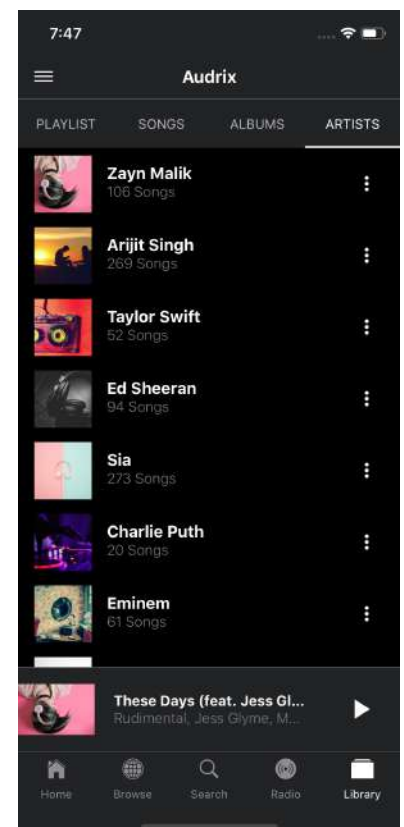 7:47
Audrix
PLAYLIST SONGS ALBUMS ARTISTS
Zayn Malik
106 Songs
Arijit Singh
269 Songs
Taylor Swift
52 Songs
Ed Sheeran
94 Songs
Sia
273 Songs
Charlie Puth
20 Songs
Eminem
61 Songs
These Days (feat. Jess Gl...
Rudimental, Jess Glyme, M...
Home Browse Search Radio Library